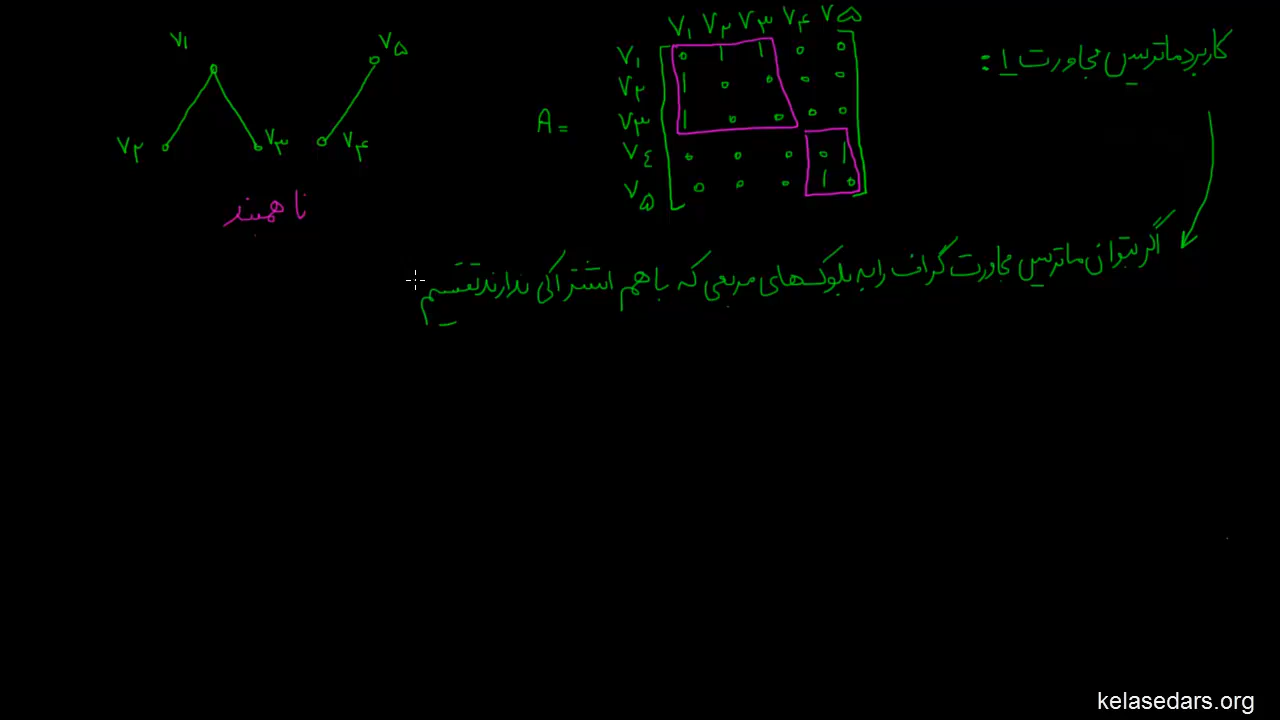 کاربرد ماتریس مجاورت ۱ :
V۱ V۲ V۳ V۴ V۵
V۱ ۰ ۱ ۱ ۰ ۰
V۲ ۱ ۰ ۰ ۰ ۰
A = V۳ ۱ ۰ ۰ ۰ ۰
V۴ ۰ ۰ ۰ ۰ ۱
V۵ ۰ ۰ ۰ ۱ ۰
V۱ V۵
V۲ V۳ V۴
ناهمبند
اگر بتوان ماتریس مجاورت گراف را به بلوک‌های مربعی که با هم اشتراکی ندارند تقسیم
kelasedars.org